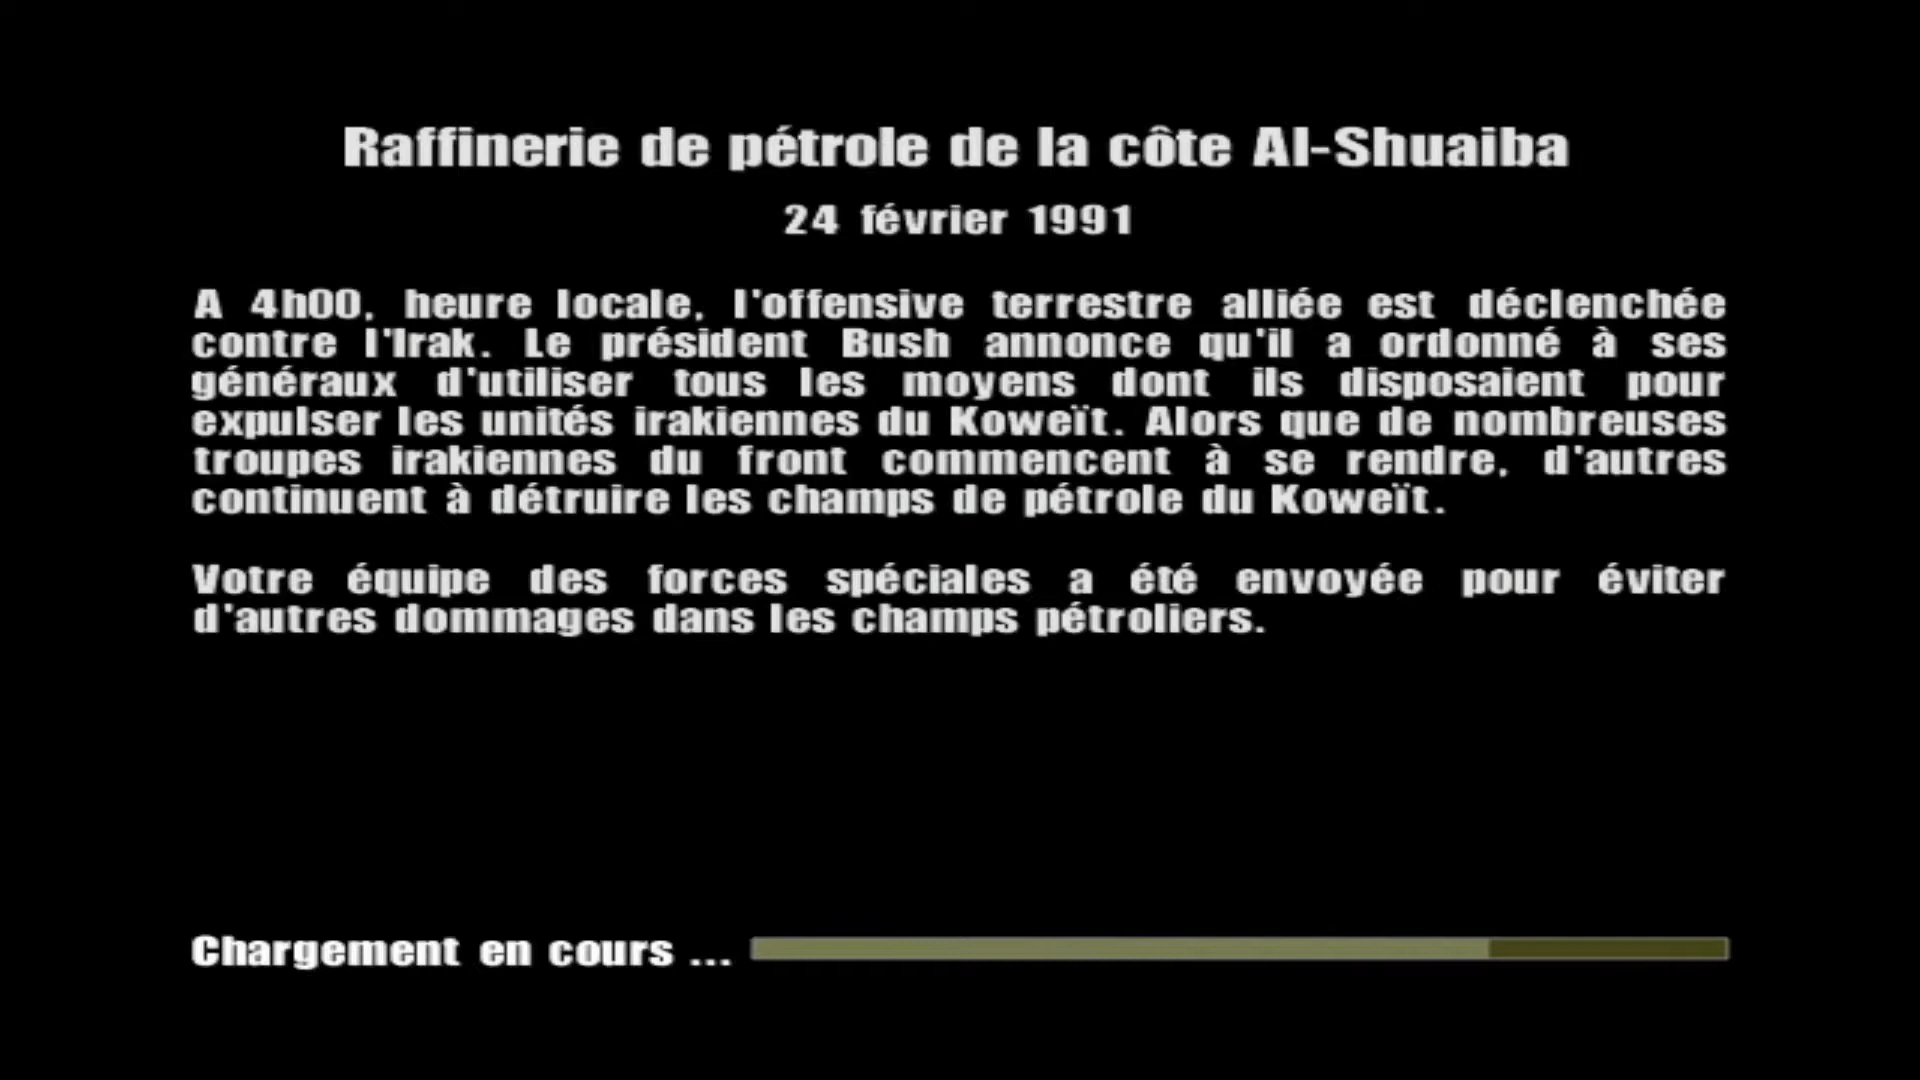 Raffinerie de pétrole de la côte Al-Shuaiba
24 février 1991
A 4h00, heure locale, l'offensive terrestre alliée est déclenchée
contre l'Irak. Le président Bush annonce qu'il a ordonné à ses
généraux d'utiliser tous les moyens dont ils disposaient pour
expulser les unités irakiennes du Koweït. Alors que de nombreuses
troupes irakiennes du front commencent à se rendre, d'autres
continuent à détruire les champs de pétrole du Koweït.
Votre équipe des forces spéciales a été envoyée pour éviter
d'autres dommages dans les champs pétroliers.
Chargement en cours ...